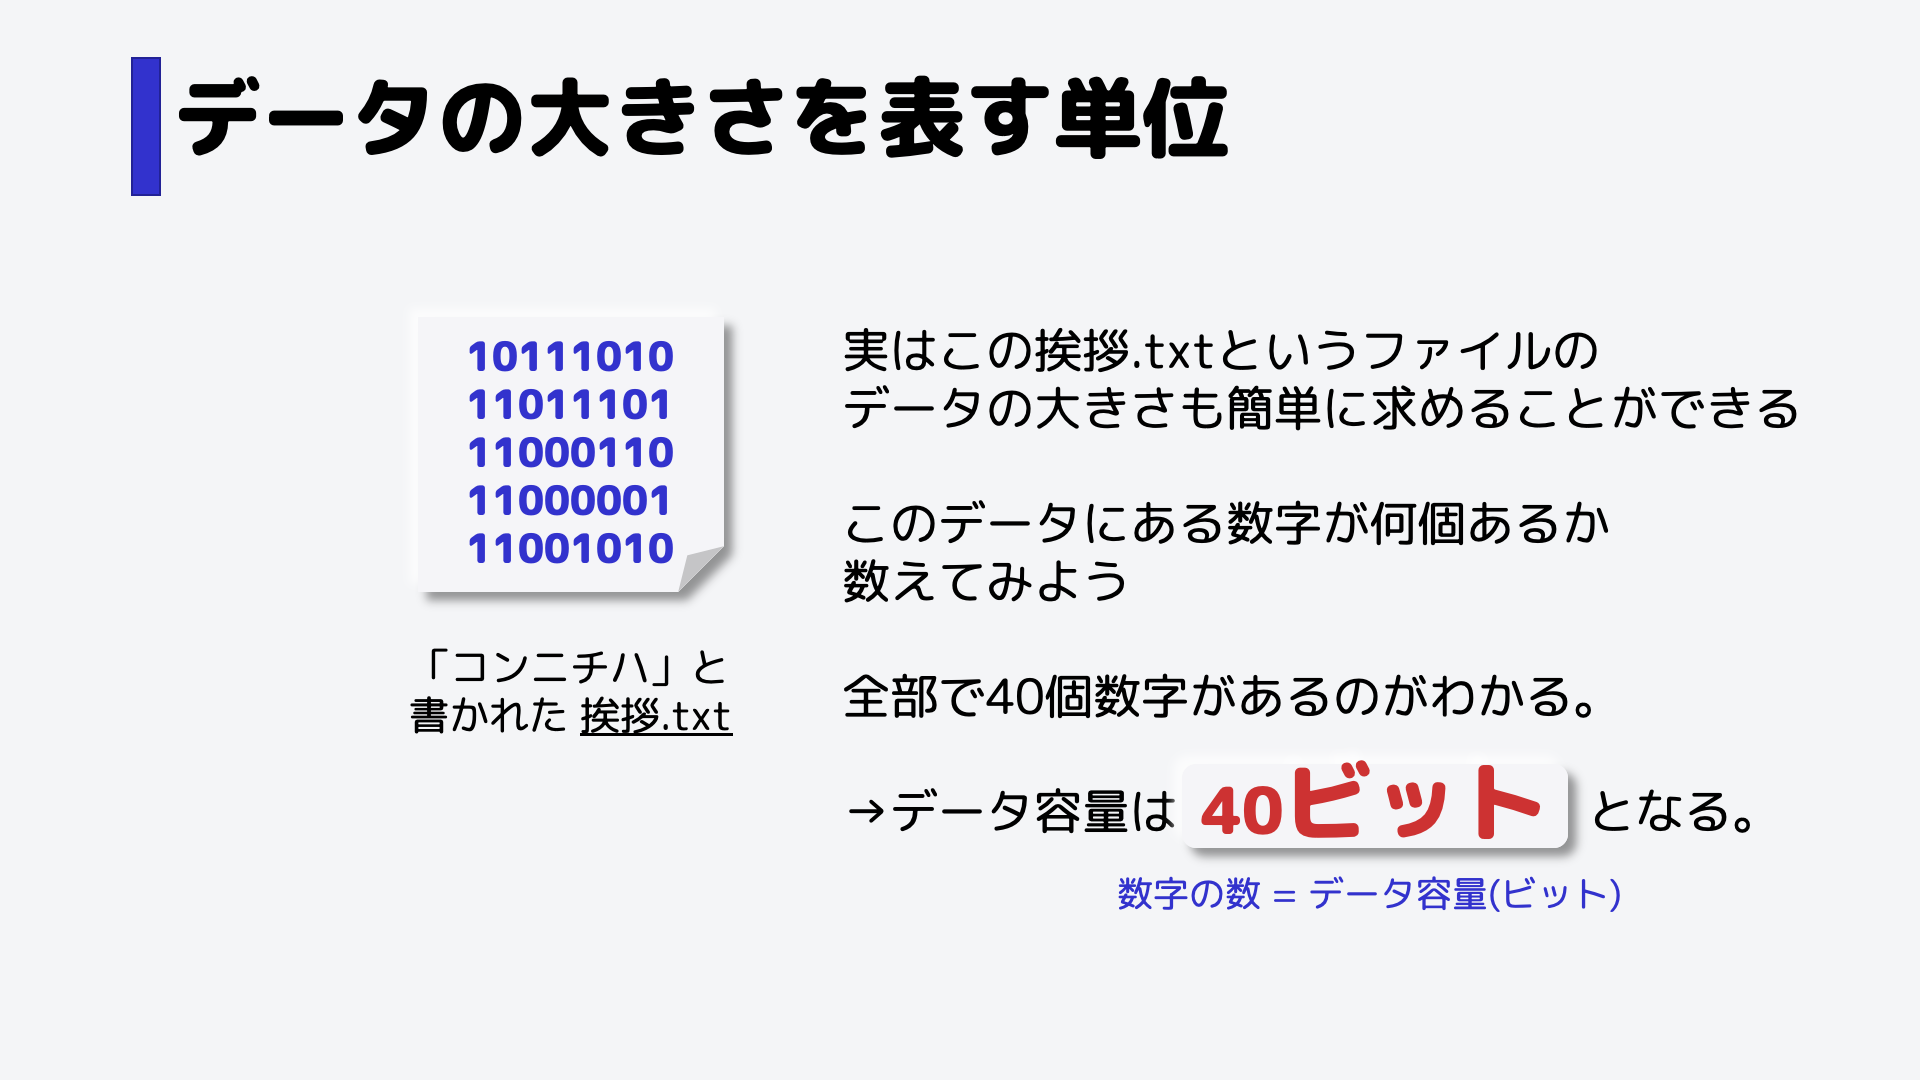 データの大きさを表す単位
10111010
11011101
11000110
11000001
11001010
「コンニチハ」と
書かれた 挨拶.txt
実はこの挨拶.txtというファイルの
データの大きさも簡単に求めることができる
このデータにある数字が何個あるか
数えてみよう
全部で40個数字があるのがわかる。
→データ容量は 40ビット となる。
数字の数 = データ容量(ビット)